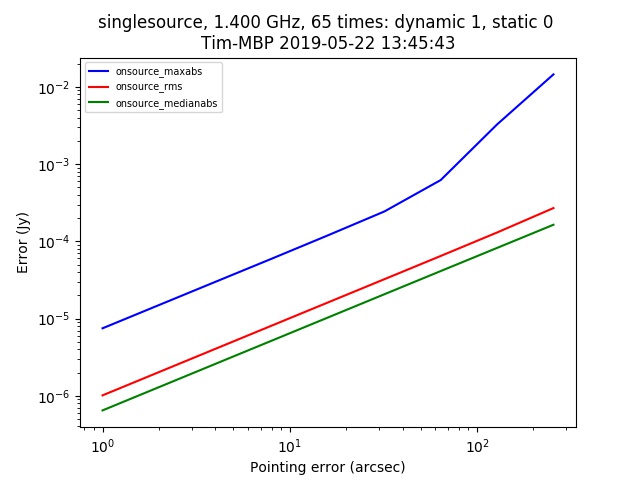 singlesource, 1.400 GHz, 65 times: dynamic 1, static 0
Tim-MBP 2019-05-22 13:45:43
onsource_maxabs
onsource_rms
onsource_medianabs
10⁻²
10⁻³
10⁻⁴
10⁻⁵
10⁻⁶
Error (Jy)
10⁰ 10¹ 10²
Pointing error (arcsec)